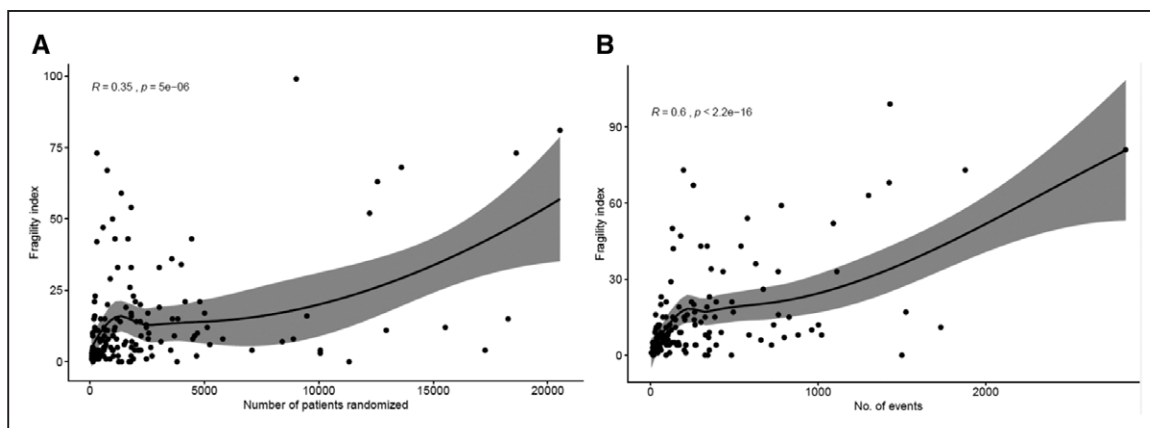 A
R = 0.35 , p = 5e−06
100
75
50
25
0
Fragility index
0 5000 10000 15000 20000
Number of patients randomized
B
R = 0.6 , p < 2.2e−16
90
60
30
0
Fragility index
0 1000 2000
No. of events